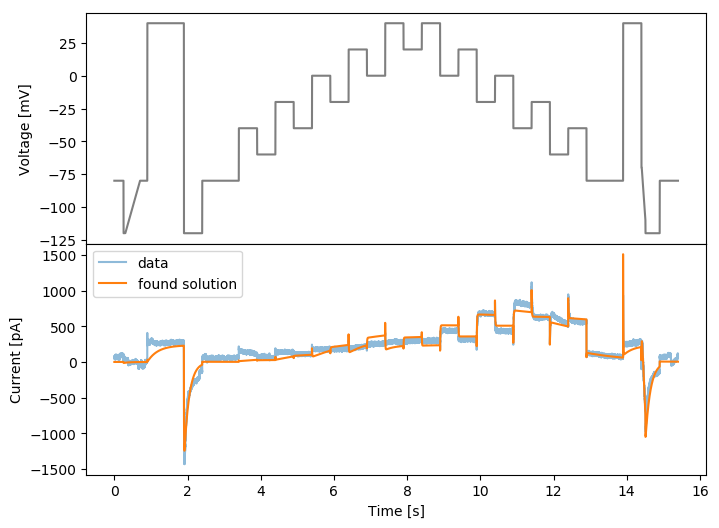 Voltage [mV]
25
0
−25
−50
−75
−100
−125
Current [pA]
1500
1000
500
0
−500
−1000
−1500
data
found solution
0 2 4 6 8 10 12 14 16
Time [s]